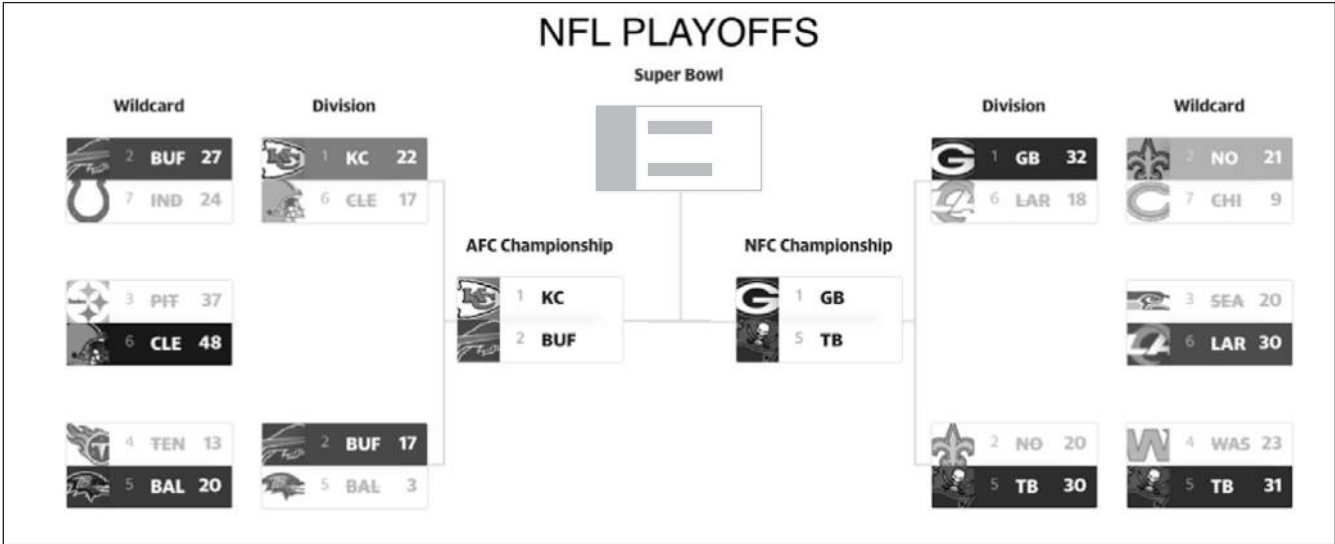 NFL PLAYOFFS
Super Bowl
Wildcard
Division
Division
Wildcard
2 BUF 27
7 IND 24
1 KC 22
6 CLE 17
1 GB 32
6 LAR 18
2 NO 21
7 CHI 9
AFC Championship
NFC Championship
3 PIT 37
6 CLE 48
1 KC
2 BUF
1 GB
5 TB
3 SEA 20
6 LAR 30
4 TEN 13
5 BAL 20
2 BUF 17
5 BAL 3
2 NO 20
5 TB 30
4 WAS 23
5 TB 31